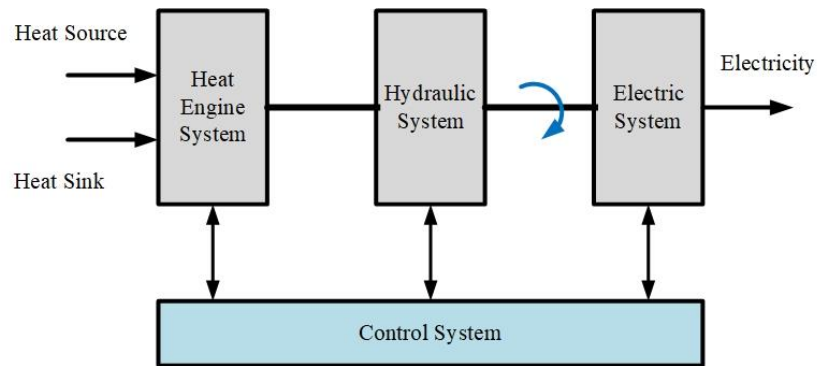 Heat Source
Heat Sink
Heat
Engine
System
Hydraulic
System
Electric
System
Electricity
Control System